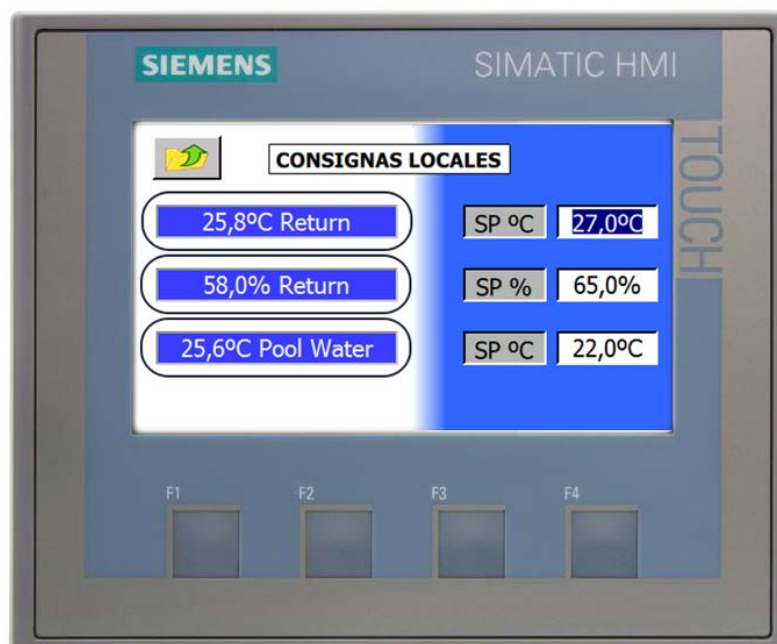 SIEMENS
SIMATIC HMI
TOUCH
CONSIGNAS LOCALES
25,8ºC Return
SP ºC
27,0ºC
58,0% Return
SP %
65,0%
25,6ºC Pool Water
SP ºC
22,0ºC
F1
F2
F3
F4